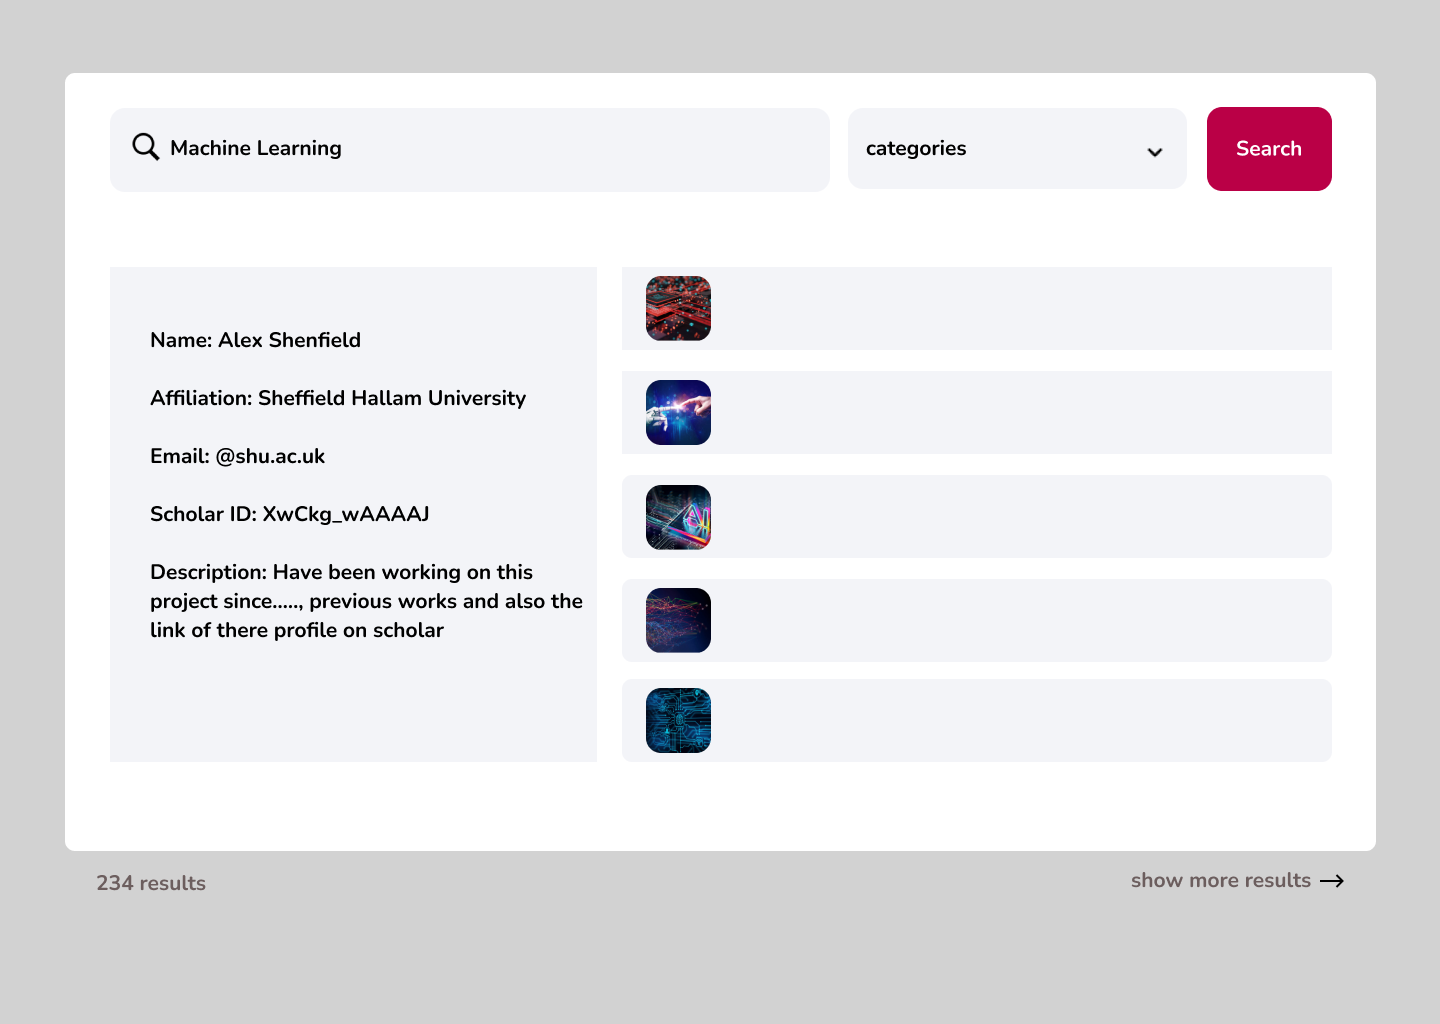 Machine Learning
categories
Search
Name: Alex Shenfield
Affiliation: Sheffield Hallam University
Email: @shu.ac.uk
Scholar ID: XwCkg_wAAAAJ
Description: Have been working on this
project since....., previous works and also the
link of there profile on scholar
AI
234 results
show more results